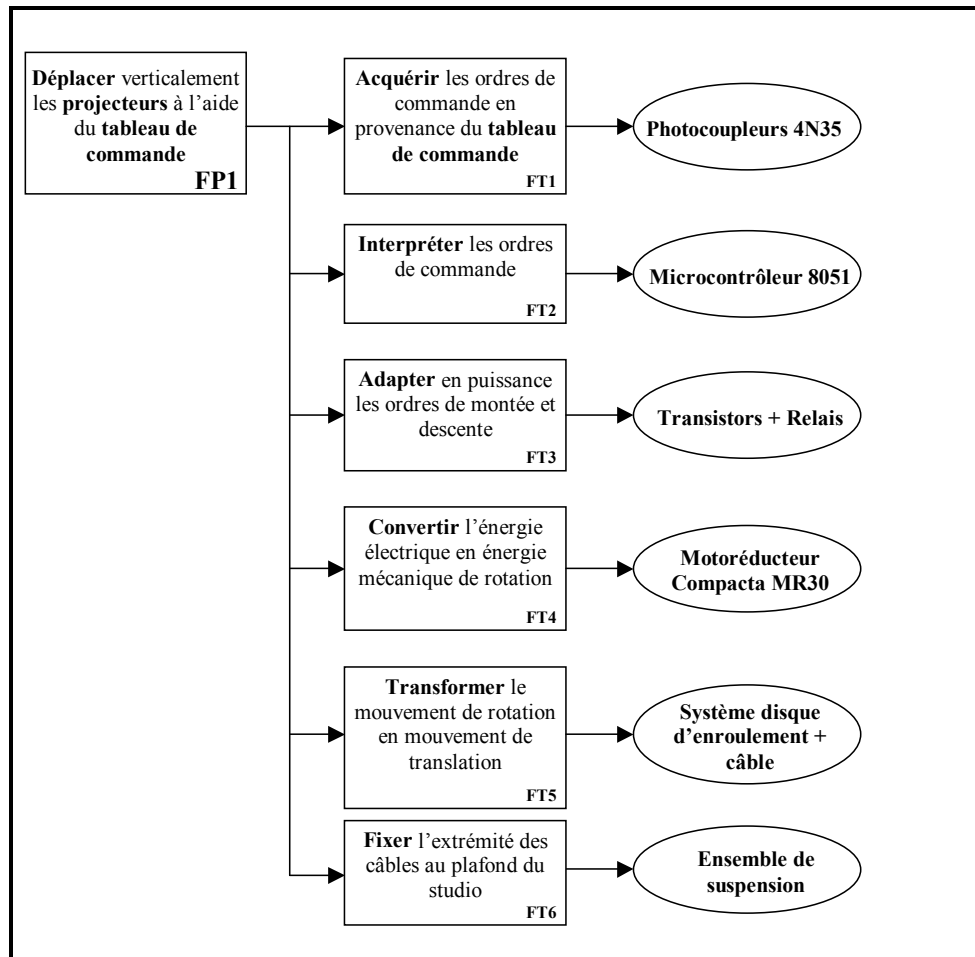 Déplacer verticalement
les projecteurs à l’aide
du tableau de
commande
FP1
Acquérir les ordres de
commande en
provenance du tableau
de commande
FT1
Photocoupleurs 4N35
Interpréter les ordres
de commande
FT2
Microcontrôleur 8051
Adapter en puissance
les ordres de montée et
descente
FT3
Transistors + Relais
Convertir l’énergie
électrique en énergie
mécanique de rotation
FT4
Motoréducteur
Compacta MR30
Transformer le
mouvement de rotation
en mouvement de
translation
FT5
Système disque
d’enroulement +
câble
Fixer l’extrémité des
câbles au plafond du
studio
FT6
Ensemble de
suspension